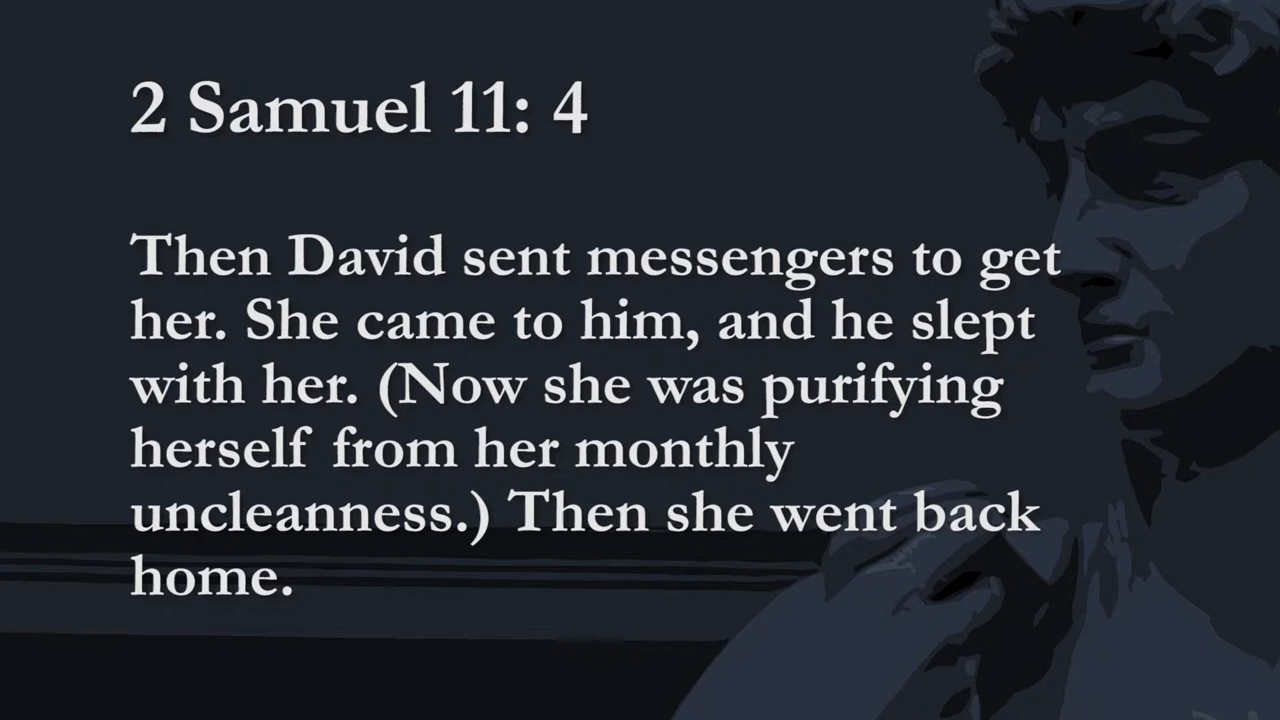 2 Samuel 11: 4
Then David sent messengers to get
her. She came to him, and he slept
with her. (Now she was purifying
herself from her monthly
uncleanness.) Then she went back
home.